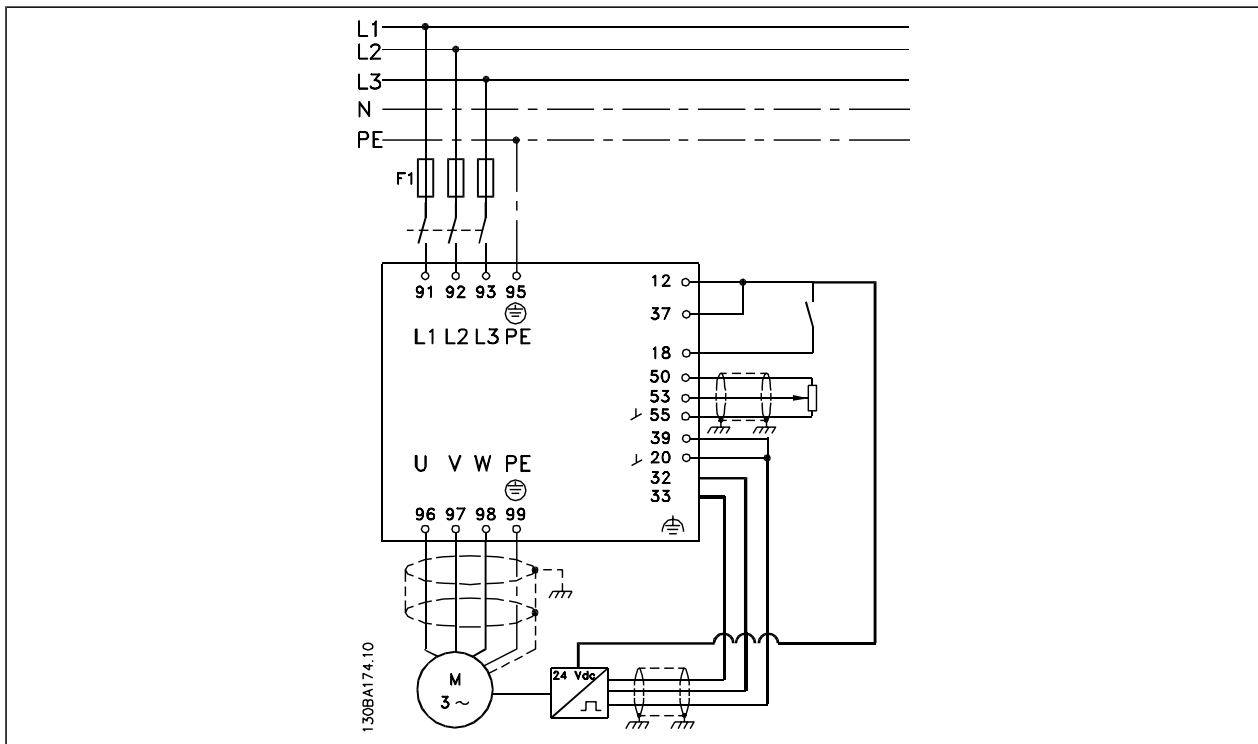 L1
L2
L3
N
PE
F1
91 92 93 95
L1 L2 L3 PE
12
37
18
50
53
55
39
20
32
33
U V W PE
96 97 98 99
M
3 ~
24 Vdc
130BA174.10